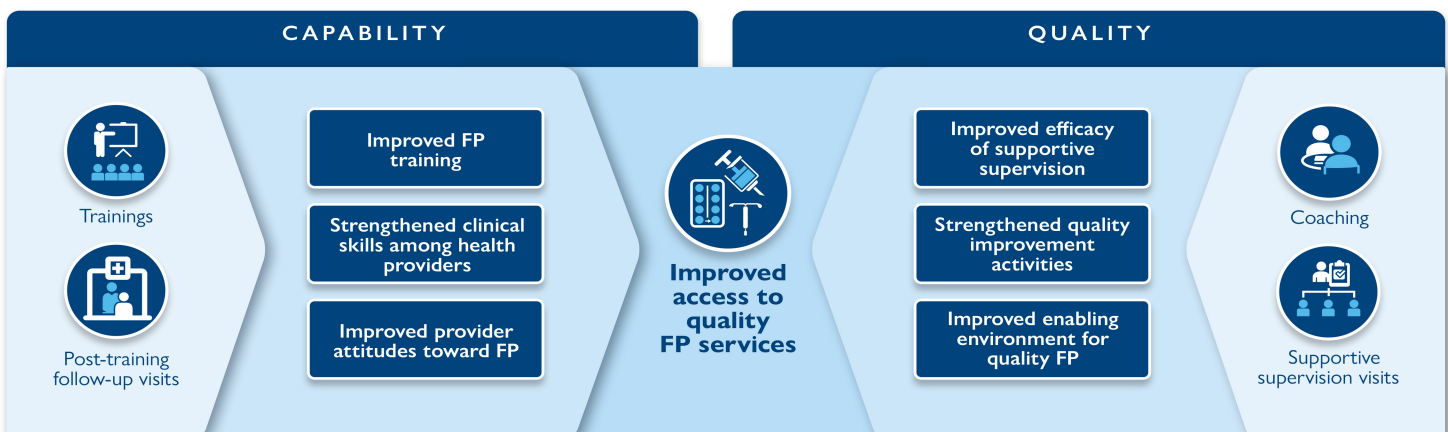 CAPABILITY
QUALITY
Trainings
Post-training
follow-up visits
Improved FP
training
Strengthened clinical
skills among health
providers
Improved provider
attitudes toward FP
Improved
access to
quality
FP services
Improved efficacy
of supportive
supervision
Strengthened quality
improvement
activities
Improved enabling
environment for
quality FP
Coaching
Supportive
supervision visits